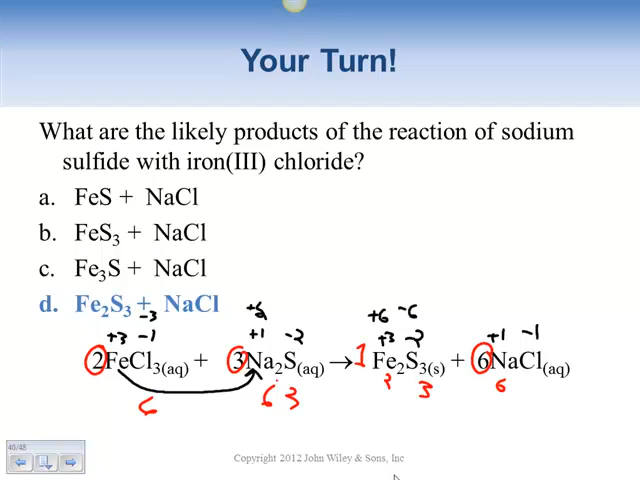 Your Turn!
What are the likely products of the reaction of sodium
sulfide with iron(III) chloride?
a. FeS + NaCl
b. FeS3 + NaCl
c. Fe3S + NaCl
d. Fe2S3 + NaCl
-3 +2 +6 -6
+3 -1 +1 -2 +3 -2 +1 -1
2FeCl3(aq) + 3Na2S(aq) → 1 Fe2S3(s) + 6NaCl(aq)
6 6 3 3 6
40/48
Copyright 2012 John Wiley & Sons, Inc